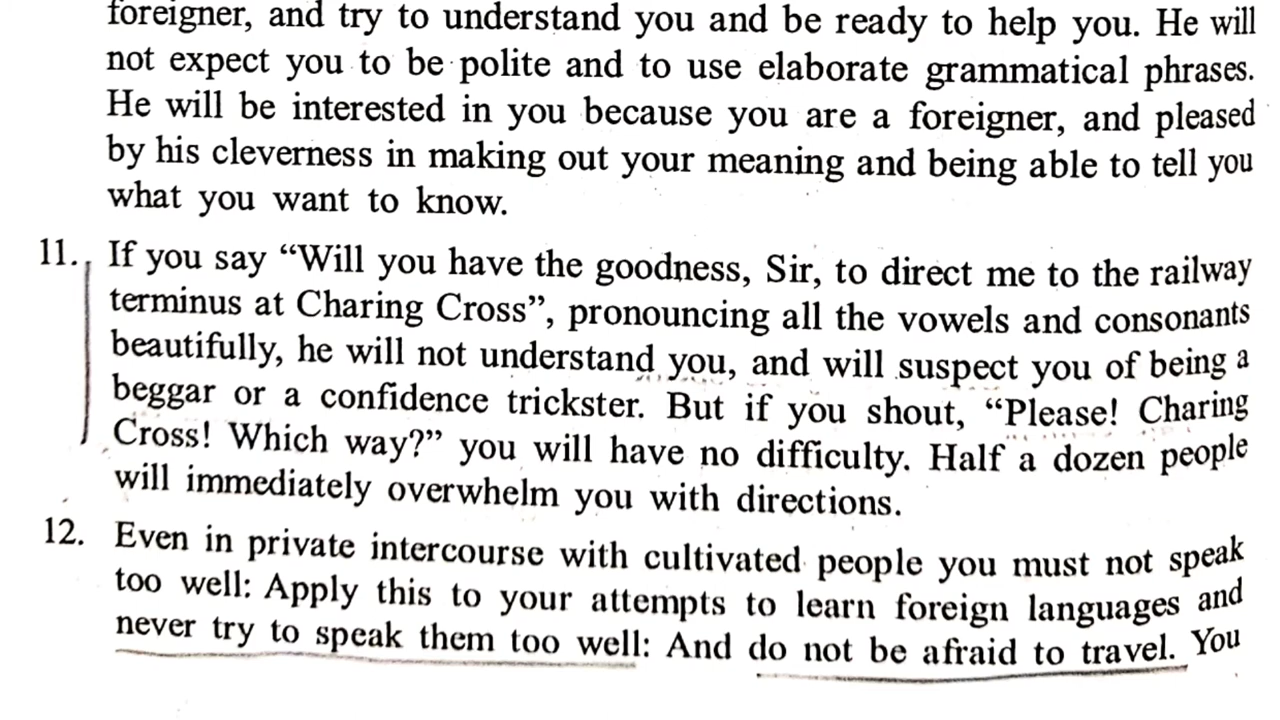 foreigner, and try to understand you and be ready to help you. He will
not expect you to be polite and to use elaborate grammatical phrases.
He will be interested in you because you are a foreigner, and pleased
by his cleverness in making out your meaning and being able to tell you
what you want to know.
11. If you say “Will you have the goodness, Sir, to direct me to the railway
terminus at Charing Cross”, pronouncing all the vowels and consonants
beautifully, he will not understand you, and will suspect you of being a
beggar or a confidence trickster. But if you shout, “Please! Charing
Cross! Which way?” you will have no difficulty. Half a dozen people
will immediately overwhelm you with directions.
12. Even in private intercourse with cultivated people you must not speak
too well: Apply this to your attempts to learn foreign languages and
never try to speak them too well: And do not be afraid to travel. You